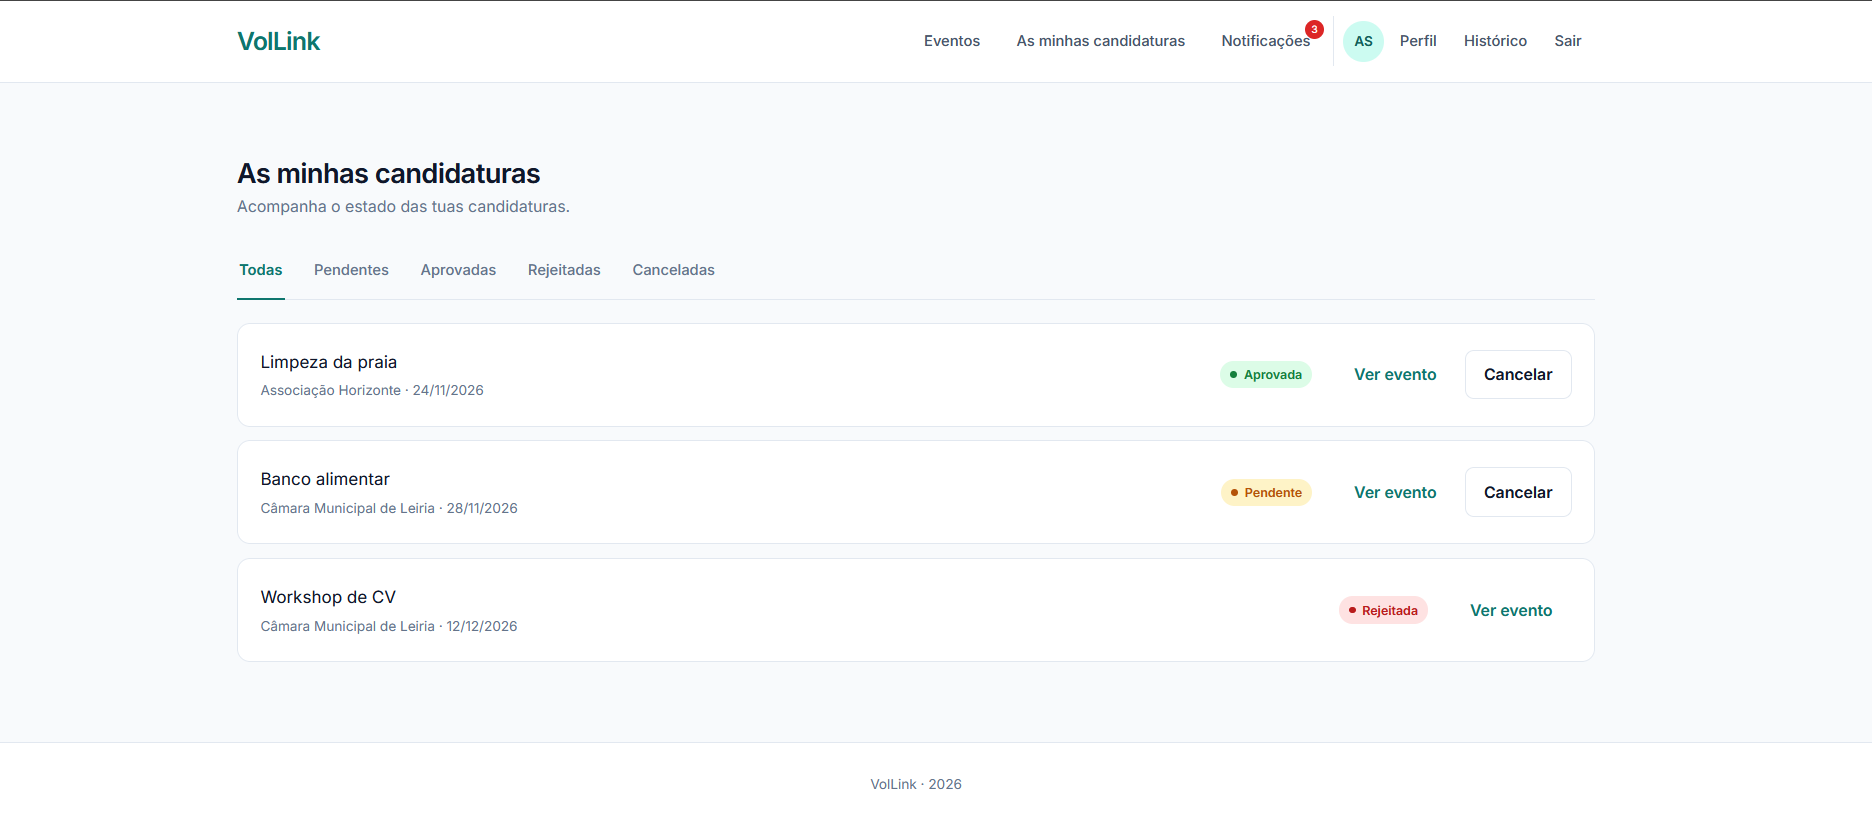 VolLink
Eventos
As minhas candidaturas
Notificações
3
AS
Perfil
Histórico
Sair
As minhas candidaturas
Acompanha o estado das tuas candidaturas.
Todas
Pendentes
Aprovadas
Rejeitadas
Canceladas
Limpeza da praia
Associação Horizonte · 24/11/2026
Aprovada
Ver evento
Cancelar
Banco alimentar
Câmara Municipal de Leiria · 28/11/2026
Pendente
Ver evento
Cancelar
Workshop de CV
Câmara Municipal de Leiria · 12/12/2026
Rejeitada
Ver evento
VolLink · 2026